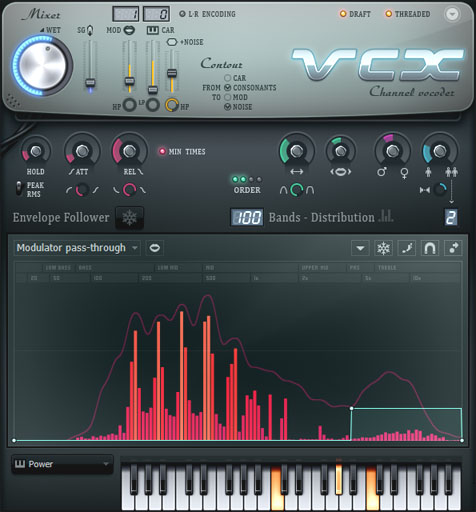 Mixer
1 0
L-R ENCODING
DRAFT
THREADED
WET
SG
MOD
CAR
+NOISE
Contour
CAR
FROM CONSONANTS
TO MOD
NOISE
HP
LP
HP
VCX
Channel vocoder
HOLD
ATT
REL
MIN TIMES
PEAK
RMS
ORDER
Envelope Follower
100 Bands - Distribution
2
Modulator pass-through
LOW BASS
BASS
LOW MID
MID
UPPER MID
PRS
TREBLE
20
50
100
200
500
1k
2k
5k
10k
Power